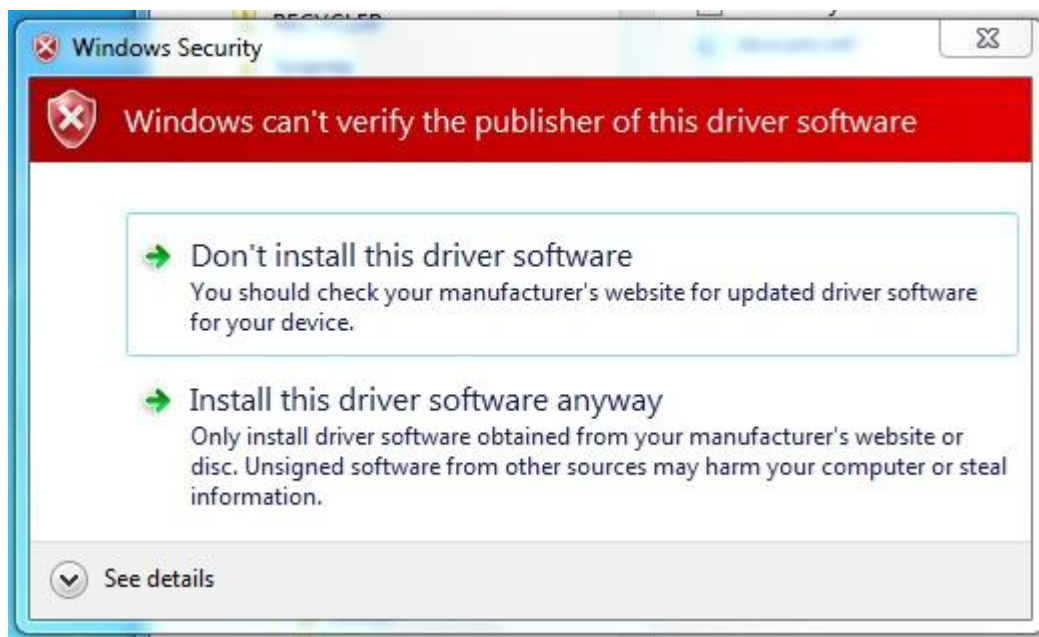 RECYCLER
Windows Security
Windows can't verify the publisher of this driver software
Don't install this driver software
You should check your manufacturer's website for updated driver software
for your device.
Install this driver software anyway
Only install driver software obtained from your manufacturer's website or
disc. Unsigned software from other sources may harm your computer or steal
information.
See details